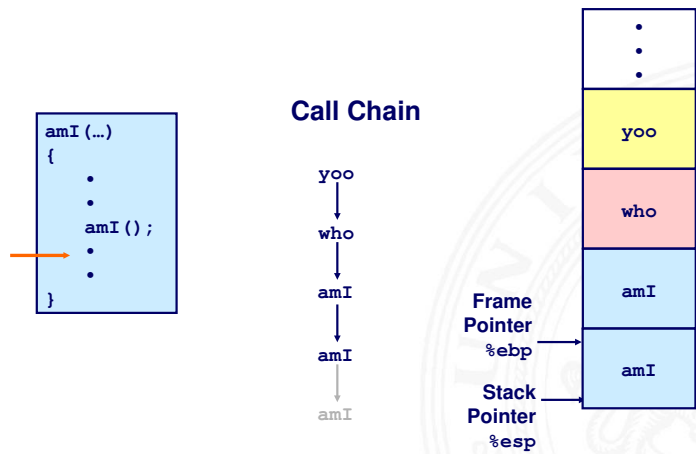 amI(…)
{
•
•
amI();
•
•
}
Call Chain
yoo
who
amI
amI
amI
Frame
Pointer
%ebp
Stack
Pointer
%esp
•
•
•
yoo
who
amI
amI